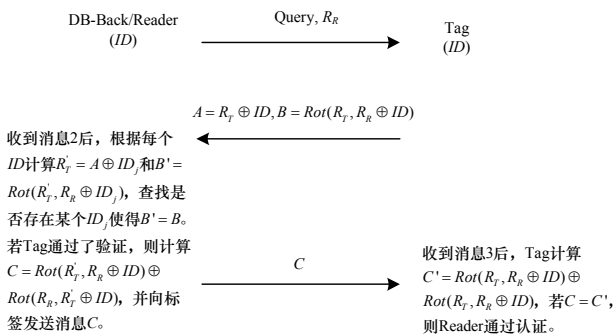 DB-Back/Reader
(ID)
Query, R_R
Tag
(ID)
A = R_T ⊕ ID, B = Rot(R_T, R_R ⊕ ID)
收到消息2后，根据每个
ID计算R_T^' = A ⊕ ID_j和B' =
Rot(R_T^', R_R ⊕ ID_j)，查找是
否存在某个ID_j使得B' = B。
若Tag通过了验证，则计算
C = Rot(R_T^', R_R ⊕ ID) ⊕
Rot(R_R, R_T^' ⊕ ID)，并向标
签发送消息C。
C
收到消息3后，Tag计算
C' = Rot(R_T, R_R ⊕ ID) ⊕
Rot(R_T, R_R ⊕ ID)，若C = C'，
则Reader通过认证。